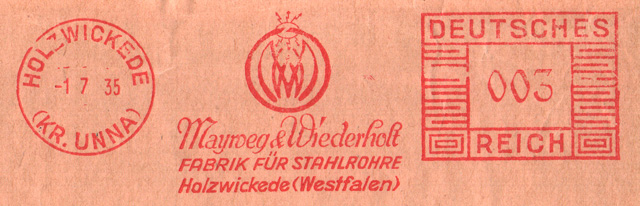 HOLZWICKEDE
-1 7 35
(KR. UNNA)
Mayweg & Wiederholt
FABRIK FÜR STAHLROHRE
Holzwickede (Westfalen)
DEUTSCHES
003
REICH